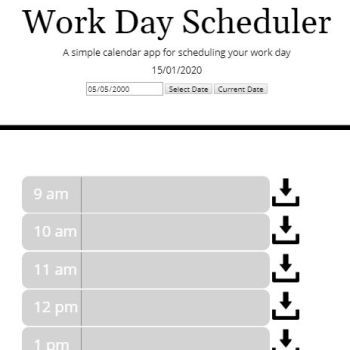 Work Day Scheduler
A simple calendar app for scheduling your work day
15/01/2020
05/05/2000 Select Date Current Date
9 am
10 am
11 am
12 pm
1 pm